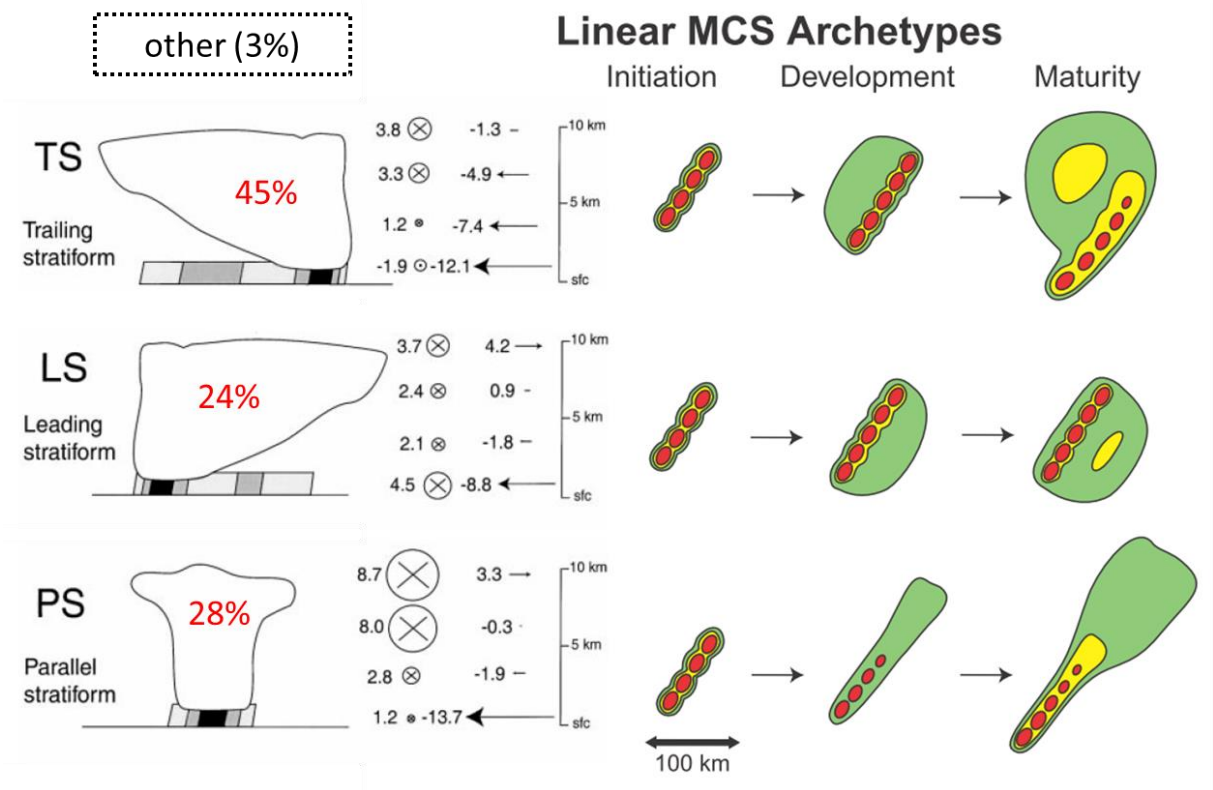 other (3%)
Linear MCS Archetypes
Initiation
Development
Maturity
TS
Trailing
stratiform
45%
3.8
-1.3
10 km
3.3
-4.9
1.2
-7.4
5 km
-1.9
-12.1
sfc
LS
Leading
stratiform
24%
3.7
4.2
10 km
2.4
0.9
2.1
-1.8
5 km
4.5
-8.8
sfc
PS
Parallel
stratiform
28%
8.7
3.3
10 km
8.0
-0.3
2.8
-1.9
5 km
1.2
-13.7
sfc
100 km